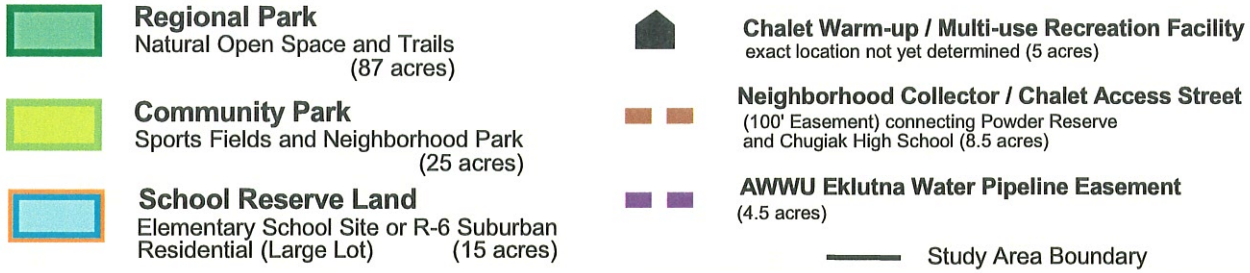 Regional Park
Natural Open Space and Trails
(87 acres)
Community Park
Sports Fields and Neighborhood Park
(25 acres)
School Reserve Land
Elementary School Site or R-6 Suburban
Residential (Large Lot) (15 acres)
Chalet Warm-up / Multi-use Recreation Facility
exact location not yet determined (5 acres)
Neighborhood Collector / Chalet Access Street
(100' Easement) connecting Powder Reserve
and Chugiak High School (8.5 acres)
AWWU Eklutna Water Pipeline Easement
(4.5 acres)
Study Area Boundary